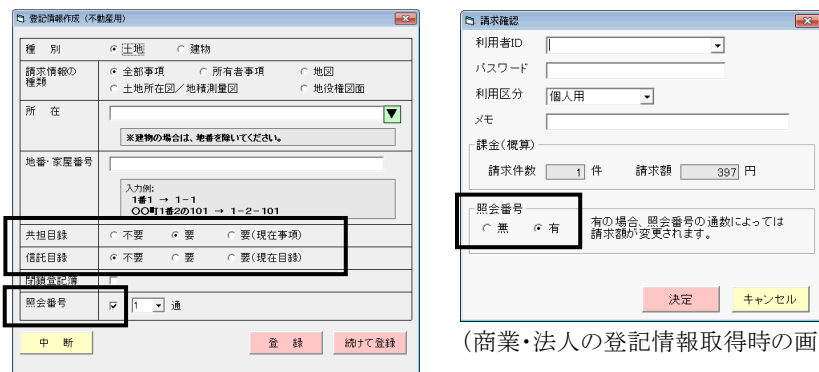 登記情報作成（不動産用）
種　別　土地　建物
請求情報の種類　全部事項　所有者事項　地図
土地所在図／地積測量図　地役権図面
所　在
※建物の場合は、地番を除いてください。
地番・家屋番号
入力例:
1番1 → 1-1
〇〇町1番2の101 → 1-2-101
共担目録　不要　要　要(現在事項)
信託目録　不要　要　要(現在目録)
閉鎖登記簿
照会番号　1　通
中　断　登　録　続けて登録
請求確認
利用者ID
パスワード
利用区分　個人用
メモ
課金(概算)
請求件数　1　件　請求額　397　円
照会番号
無　有　有の場合、照会番号の通数によっては
請求額が変更されます。
決定　キャンセル
（商業・法人の登記情報取得時の画